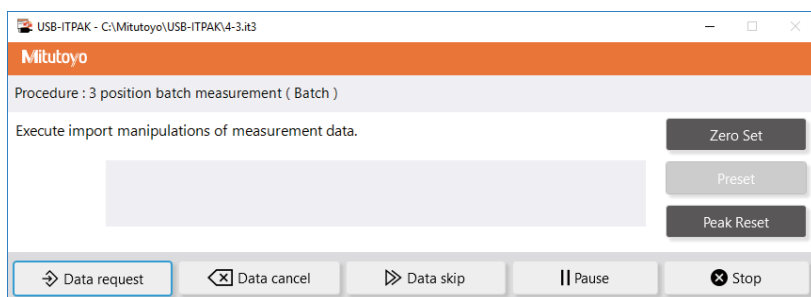 USB-ITPAK - C:\Mitutoyo\USB-ITPAK\4-3.it3
Mitutoyo
Procedure : 3 position batch measurement ( Batch )
Execute import manipulations of measurement data.
Zero Set
Preset
Peak Reset
Data request
Data cancel
Data skip
Pause
Stop